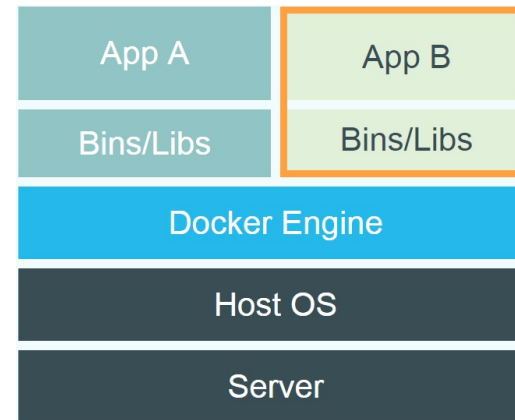 App A
App B
Bins/Libs
Bins/Libs
Docker Engine
Host OS
Server